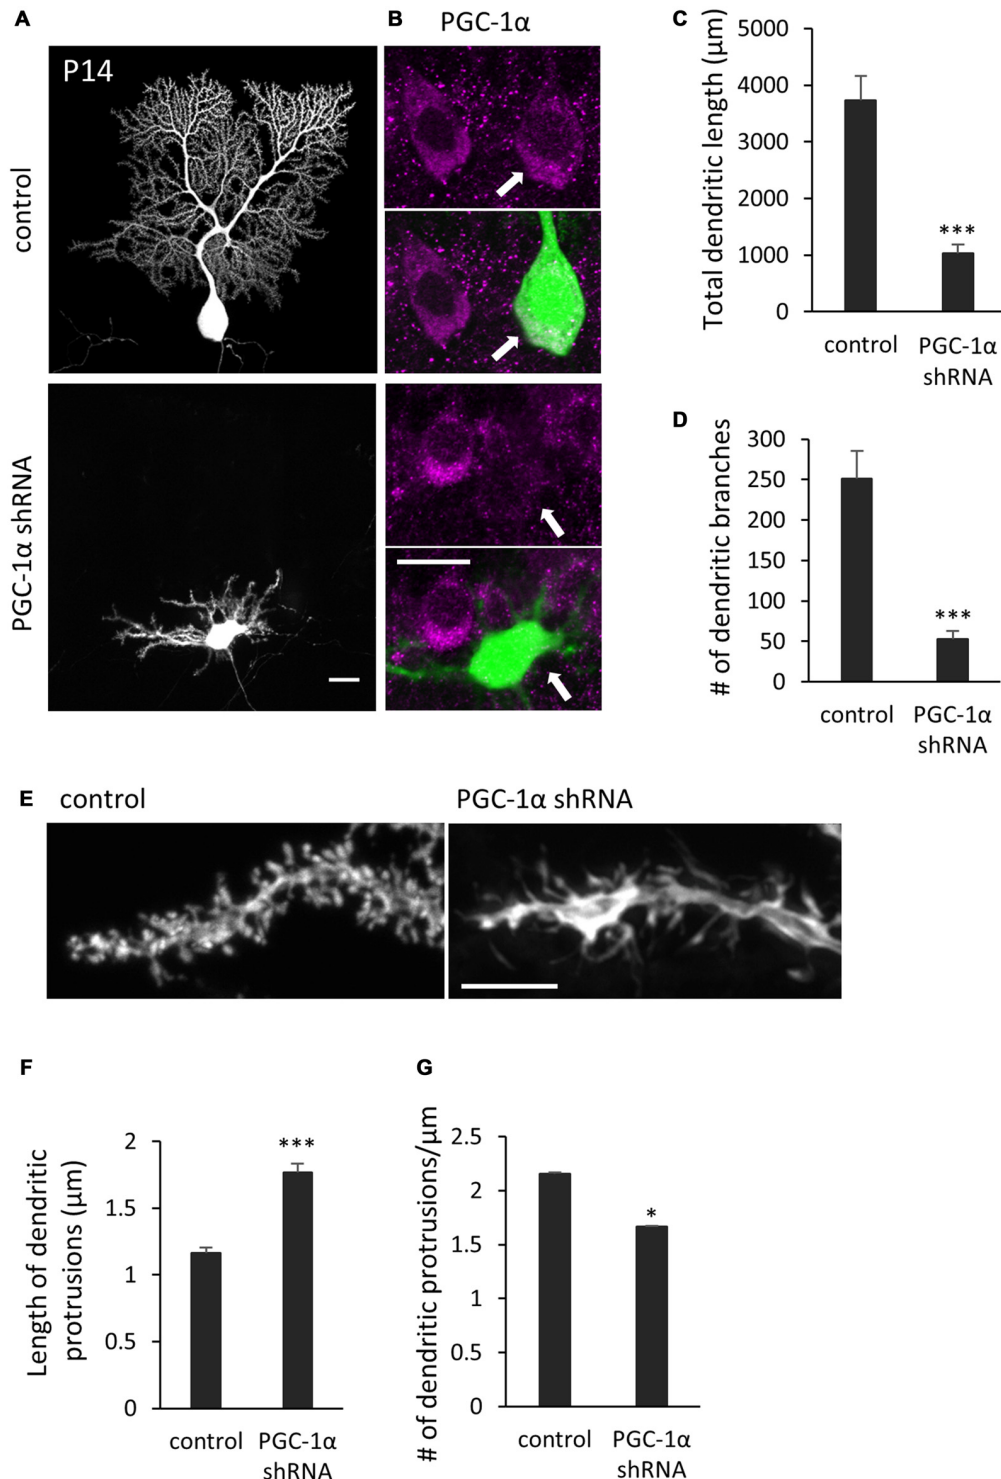 A
P14
control
PGC-1α shRNA
B
PGC-1α
C
Total dendritic length (µm)
5000
4000
3000
2000
1000
0
***
control
PGC-1α
shRNA
D
# of dendritic branches
300
250
200
150
100
50
0
***
control
PGC-1α
shRNA
E
control
PGC-1α shRNA
F
Length of dendritic
protrusions (µm)
2
1.5
1
0.5
0
***
control
PGC-1α
shRNA
G
# of dendritic protrusions/µm
2.5
2
1.5
1
0.5
0
*
control
PGC-1α
shRNA